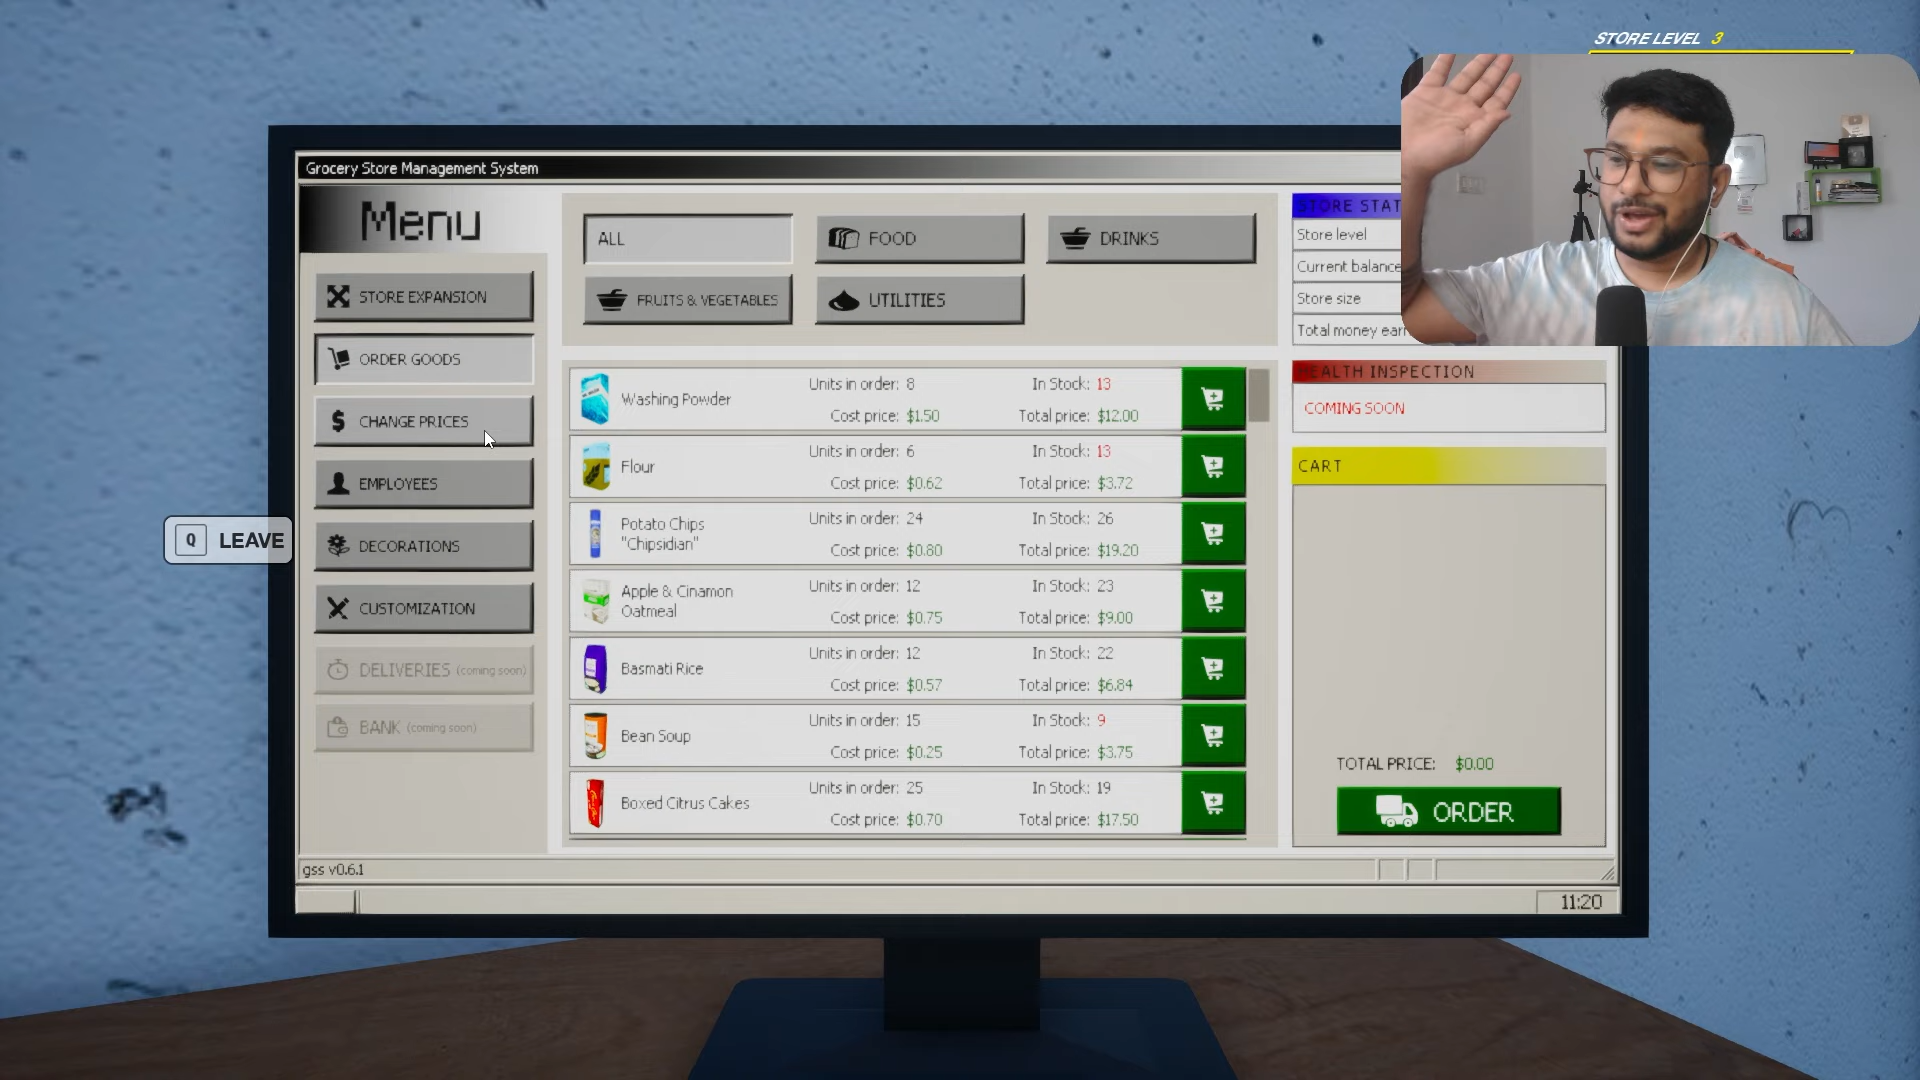 STORE LEVEL 3
Grocery Store Management System
Menu
STORE EXPANSION
ORDER GOODS
$ CHANGE PRICES
EMPLOYEES
DECORATIONS
CUSTOMIZATION
DELIVERIES (coming soon)
BANK (coming soon)
Q LEAVE
ALL
FOOD
DRINKS
FRUITS & VEGETABLES
UTILITIES
Washing Powder
Units in order: 8
In Stock: 13
Cost price: $1.50
Total price: $12.00
Flour
Units in order: 6
In Stock: 13
Cost price: $0.62
Total price: $3.72
Potato Chips
"Chipsidian"
Units in order: 24
In Stock: 26
Cost price: $0.80
Total price: $19.20
Apple & Cinamon
Oatmeal
Units in order: 12
In Stock: 23
Cost price: $0.75
Total price: $9.00
Basmati Rice
Units in order: 12
In Stock: 22
Cost price: $0.57
Total price: $6.84
Bean Soup
Units in order: 15
In Stock: 9
Cost price: $0.25
Total price: $3.75
Boxed Citrus Cakes
Units in order: 25
In Stock: 19
Cost price: $0.70
Total price: $17.50
STORE STAT
Store level
Current balance
Store size
Total money ear
HEALTH INSPECTION
COMING SOON
CART
TOTAL PRICE: $0.00
ORDER
gss v0.6.1
11:20